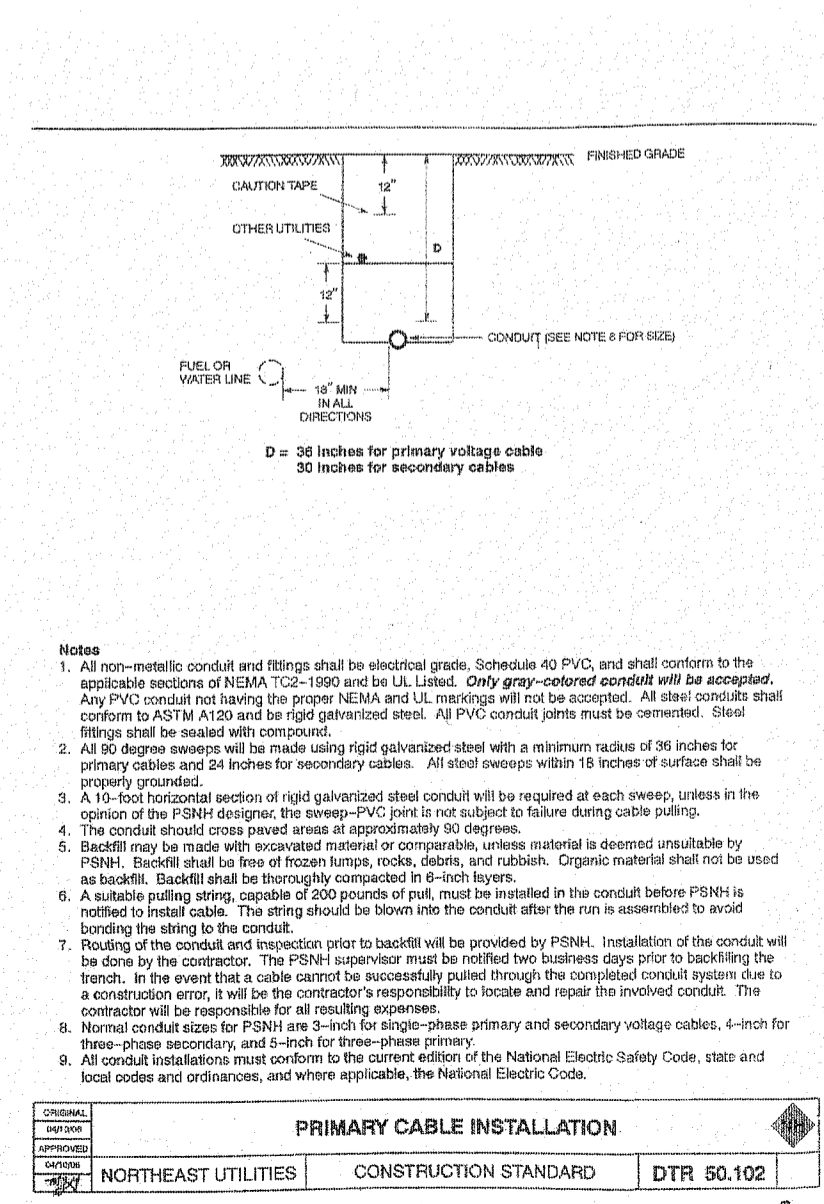 FINISHED GRADE
CAUTION TAPE
12"
OTHER UTILITIES
D
12"
CONDUIT (SEE NOTE 8 FOR SIZE)
FUEL OR
WATER LINE
18" MIN
IN ALL
DIRECTIONS
D = 36 inches for primary voltage cable
30 inches for secondary cables
Notes
1. All non-metallic conduit and fittings shall be electrical grade, Schedule 40 PVC, and shall conform to the
applicable sections of NEMA TC2-1990 and be UL Listed. Only gray-colored conduit will be accepted.
Any PVC conduit not having the proper NEMA and UL markings will not be accepted. All steel conduits shall
conform to ASTM A120 and be rigid galvanized steel. All PVC conduit joints must be cemented. Steel
fittings shall be sealed with compound.
2. All 90 degree sweeps will be made using rigid galvanized steel with a minimum radius of 36 inches for
primary cables and 24 inches for secondary cables. All steel sweeps within 18 inches of surface shall be
properly grounded.
3. A 10-foot horizontal section of rigid galvanized steel conduit will be required at each sweep, unless in the
opinion of the PSNH designer, the sweep-PVC joint is not subject to failure during cable pulling.
4. The conduit should cross paved areas at approximately 90 degrees.
5. Backfill may be made with excavated material or comparable, unless material is deemed unsuitable by
PSNH. Backfill shall be free of frozen lumps, rocks, debris, and rubbish. Organic material shall not be used
as backfill. Backfill shall be thoroughly compacted in 6-inch layers.
6. A suitable pulling string, capable of 200 pounds of pull, must be installed in the conduit before PSNH is
notified to install cable. The string should be blown into the conduit after the run is assembled to avoid
bonding the string to the conduit.
7. Routing of the conduit and inspection prior to backfill will be provided by PSNH. Installation of the conduit will
be done by the contractor. The PSNH supervisor must be notified two business days prior to backfilling the
trench. In the event that a cable cannot be successfully pulled through the completed conduit system due to
a construction error, it will be the contractor's responsibility to locate and repair the involved conduit. The
contractor will be responsible for all resulting expenses.
8. Normal conduit sizes for PSNH are 3-inch for single-phase primary and secondary voltage cables, 4-inch for
three-phase secondary, and 5-inch for three-phase primary.
9. All conduit installations must conform to the current edition of the National Electric Safety Code, state and
local codes and ordinances, and where applicable, the National Electric Code.
ORIGINAL
04/10/06
APPROVED
04/10/06
PRIMARY CABLE INSTALLATION
NH
NORTHEAST UTILITIES
CONSTRUCTION STANDARD
DTR 50.102